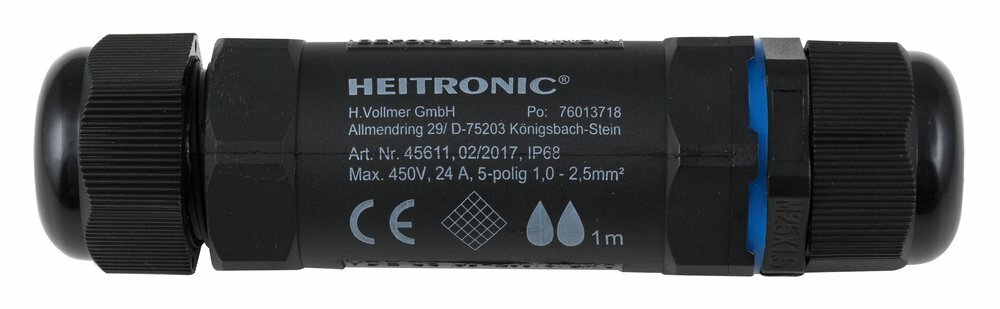 HEITRONIC®
H.Vollmer GmbH Po: 76013718
Allmendring 29/ D-75203 Königsbach-Stein
Art. Nr. 45611, 02/2017, IP68
Max. 450V, 24 A, 5-polig 1,0 - 2,5mm²
CE 1m
M25X1.5